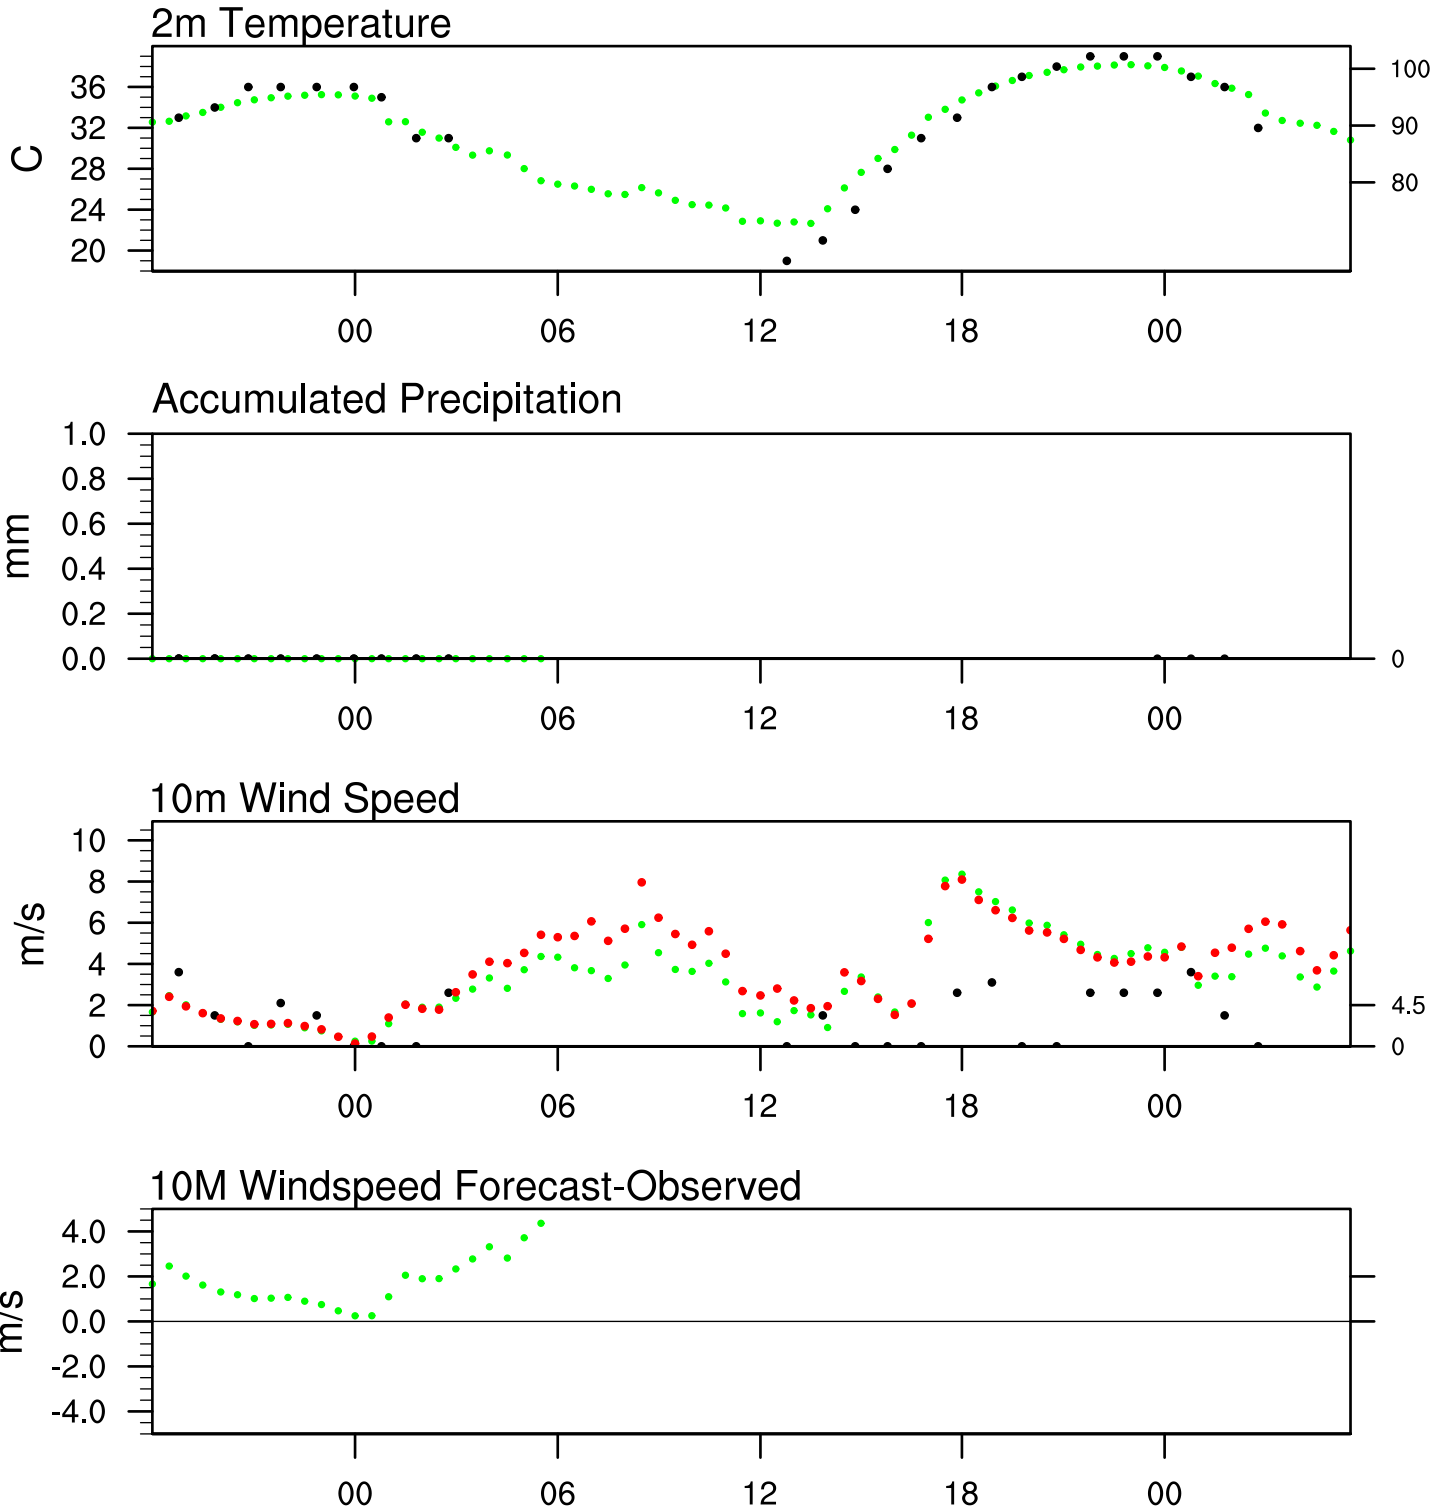 2m Temperature
36
32
28
24
20
C
100
90
80
00 06 12 18 00
Accumulated Precipitation
1.0
0.8
0.6
0.4
0.2
0.0
mm
0
00 06 12 18 00
10m Wind Speed
10
8
6
4
2
0
m/s
4.5
0
00 06 12 18 00
10M Windspeed Forecast-Observed
4.0
2.0
0.0
-2.0
-4.0
m/s
00 06 12 18 00